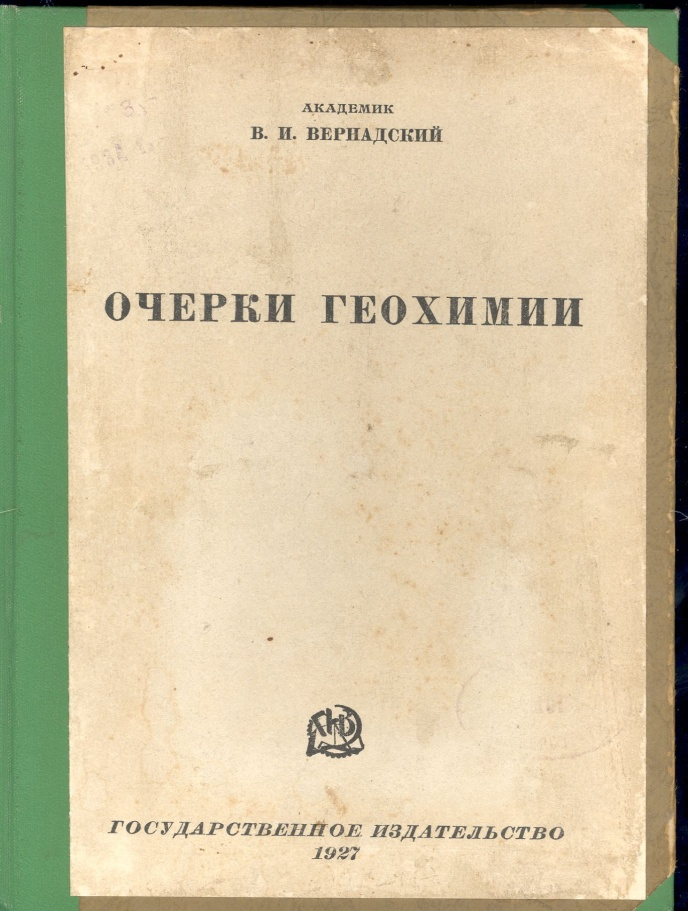 АКАДЕМИК
В. И. ВЕРНАДСКИЙ
ОЧЕРКИ ГЕОХИМИИ
ГОСУДАРСТВЕННОЕ ИЗДАТЕЛЬСТВО
1927